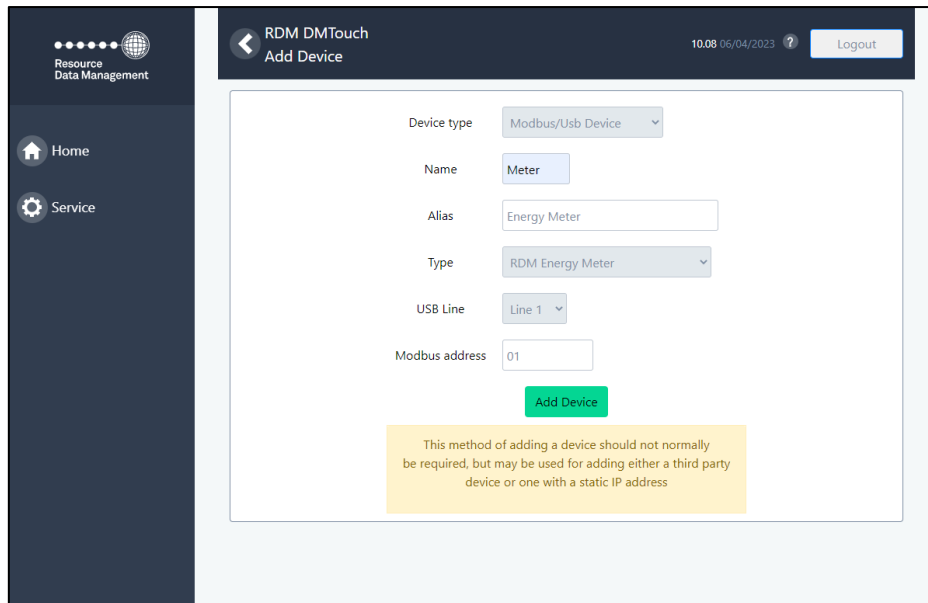 Resource
Data Management
Home
Service
RDM DMTouch
Add Device
10.08 06/04/2023 ? Logout
Device type Modbus/Usb Device
Name Meter
Alias Energy Meter
Type RDM Energy Meter
USB Line Line 1
Modbus address 01
Add Device
This method of adding a device should not normally
be required, but may be used for adding either a third party
device or one with a static IP address